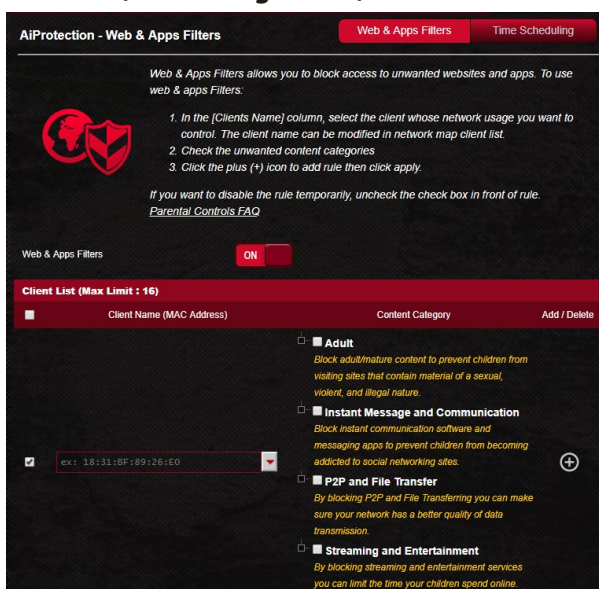 AiProtection - Web & Apps Filters
Web & Apps Filters
Time Scheduling
Web & Apps Filters allows you to block access to unwanted websites and apps. To use
web & apps Filters:
1. In the [Clients Name] column, select the client whose network usage you want to
control. The client name can be modified in network map client list.
2. Check the unwanted content categories
3. Click the plus (+) icon to add rule then click apply.
If you want to disable the rule temporarily, uncheck the check box in front of rule.
Parental Controls FAQ
Web & Apps Filters
ON
Client List (Max Limit : 16)
Client Name (MAC Address)
Content Category
Add / Delete
Adult
Block adult/mature content to prevent children from
visiting sites that contain material of a sexual,
violent, and illegal nature.
Instant Message and Communication
Block instant communication software and
messaging apps to prevent children from becoming
addicted to social networking sites.
ex: 18:31:BF:89:26:E0
P2P and File Transfer
By blocking P2P and File Transferring you can make
sure your network has a better quality of data
transmission.
Streaming and Entertainment
By blocking streaming and entertainment services
you can limit the time your children spend online.